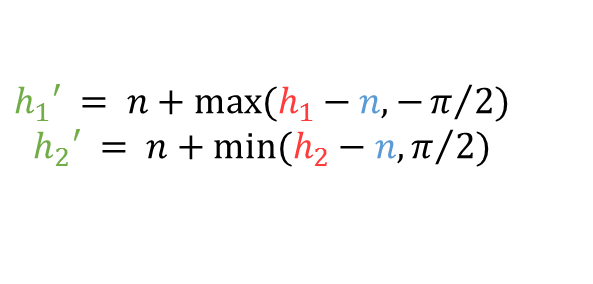 h₁′ = n + max(h₁ − n, − π/2)
h₂′ = n + min(h₂ − n, π/2)